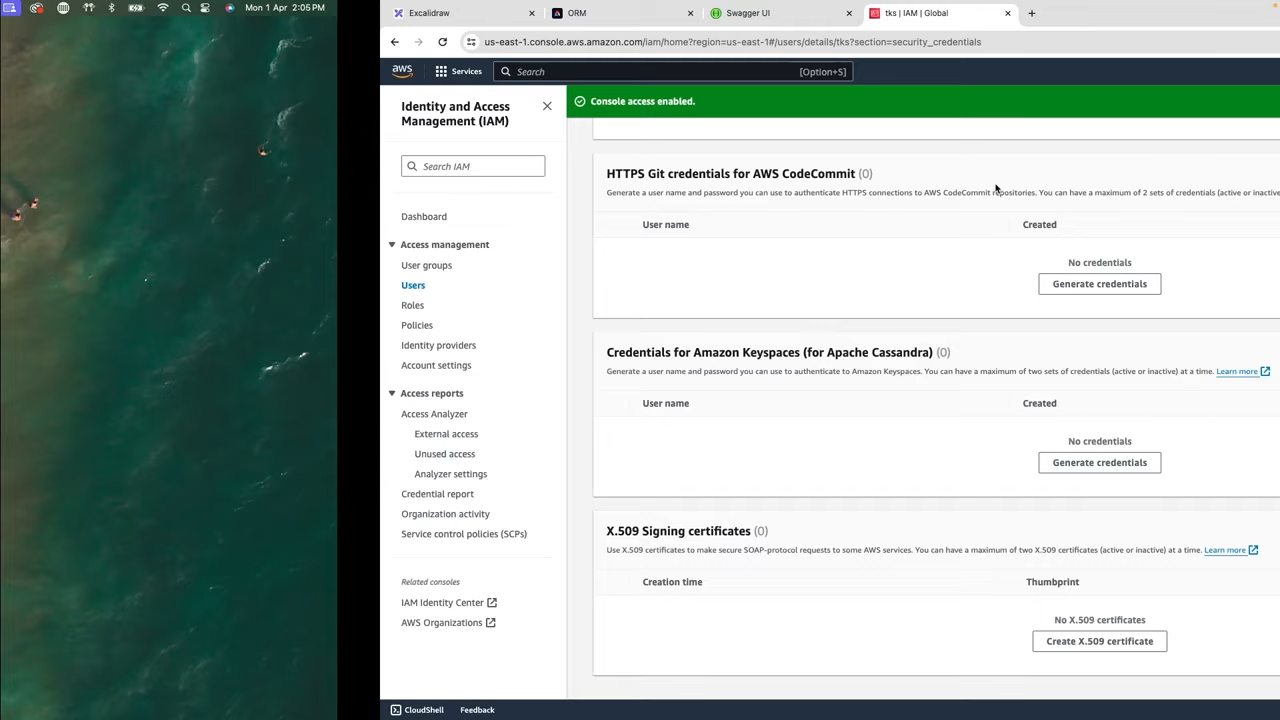 Mon 1 Apr 2:05 PM
Excalidraw
ORM
Swagger UI
tks | IAM | Global
us-east-1.console.aws.amazon.com/iam/home?region=us-east-1#/users/details/tks?section=security_credentials
aws
Services
Search
[Option+S]
Identity and Access
Management (IAM)
Search IAM
Dashboard
Access management
User groups
Users
Roles
Policies
Identity providers
Account settings
Access reports
Access Analyzer
External access
Unused access
Analyzer settings
Credential report
Organization activity
Service control policies (SCPs)
Related consoles
IAM Identity Center
AWS Organizations
Console access enabled.
HTTPS Git credentials for AWS CodeCommit (0)
Generate a user name and password you can use to authenticate HTTPS connections to AWS CodeCommit repositories. You can have a maximum of 2 sets of credentials (active or inactive
User name
Created
No credentials
Generate credentials
Credentials for Amazon Keyspaces (for Apache Cassandra) (0)
Generate a user name and password you can use to authenticate to Amazon Keyspaces. You can have a maximum of two sets of credentials (active or inactive) at a time. Learn more
User name
Created
No credentials
Generate credentials
X.509 Signing certificates (0)
Use X.509 certificates to make secure SOAP-protocol requests to some AWS services. You can have a maximum of two X.509 certificates (active or inactive) at a time. Learn more
Creation time
Thumbprint
No X.509 certificates
Create X.509 certificate
CloudShell
Feedback